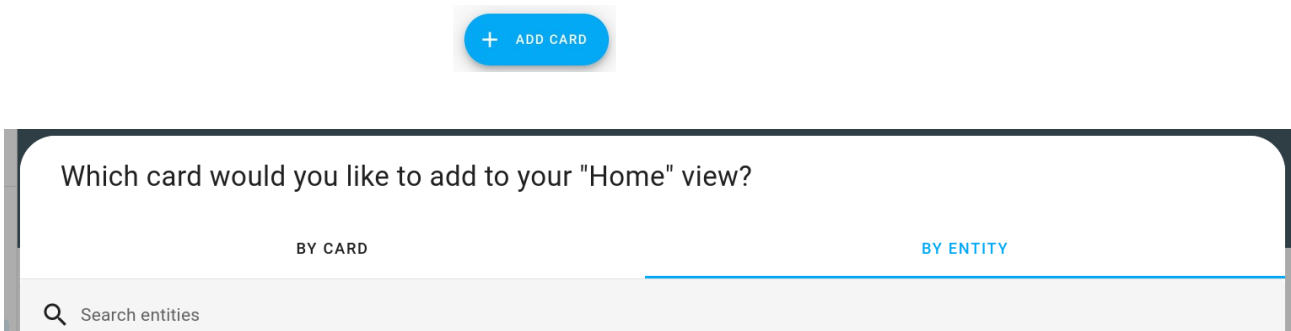 ADD CARD
Which card would you like to add to your "Home" view?
BY CARD
BY ENTITY
Search entities